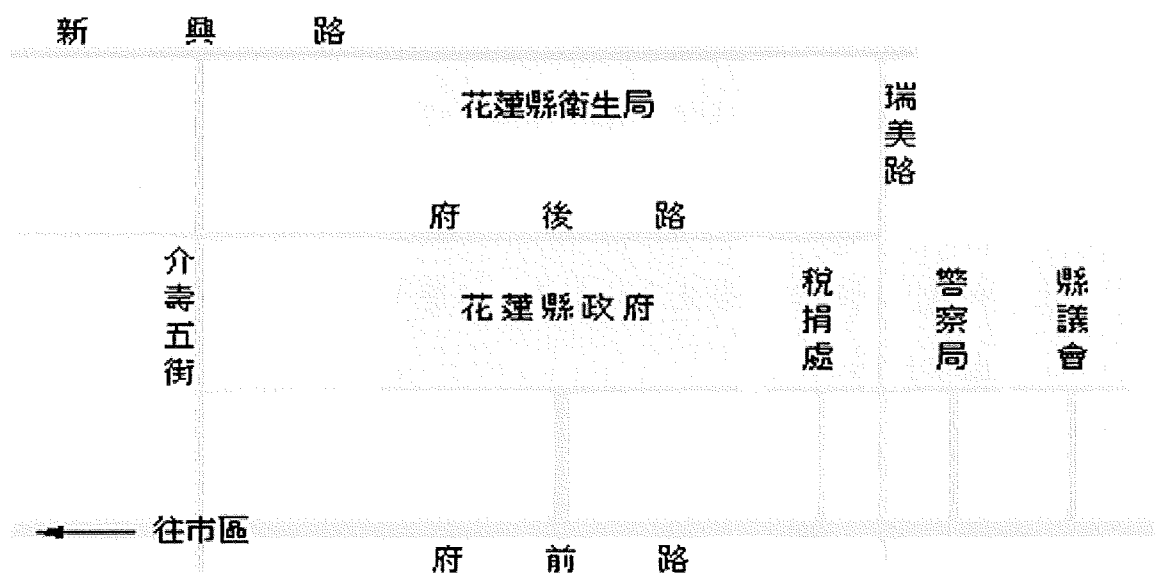 新興路
花蓮縣衛生局
瑞美路
府後路
介壽五街
花蓮縣政府
稅捐處
警察局
縣議會
往市區
府前路